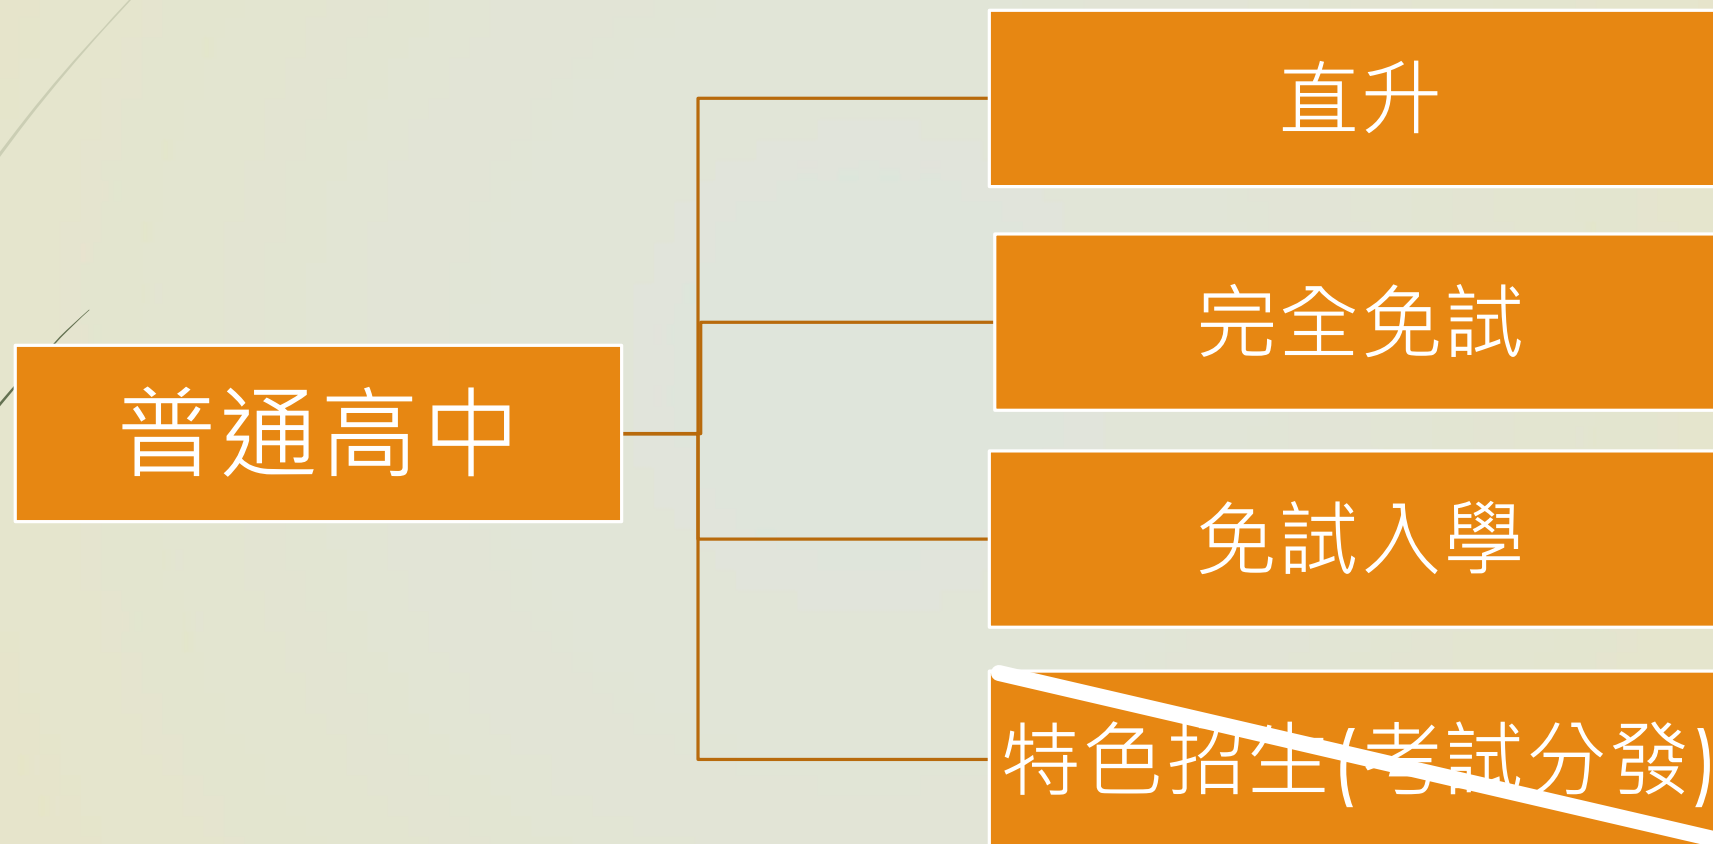 普通高中
直升
完全免試
免試入學
特色招生(考試分發)